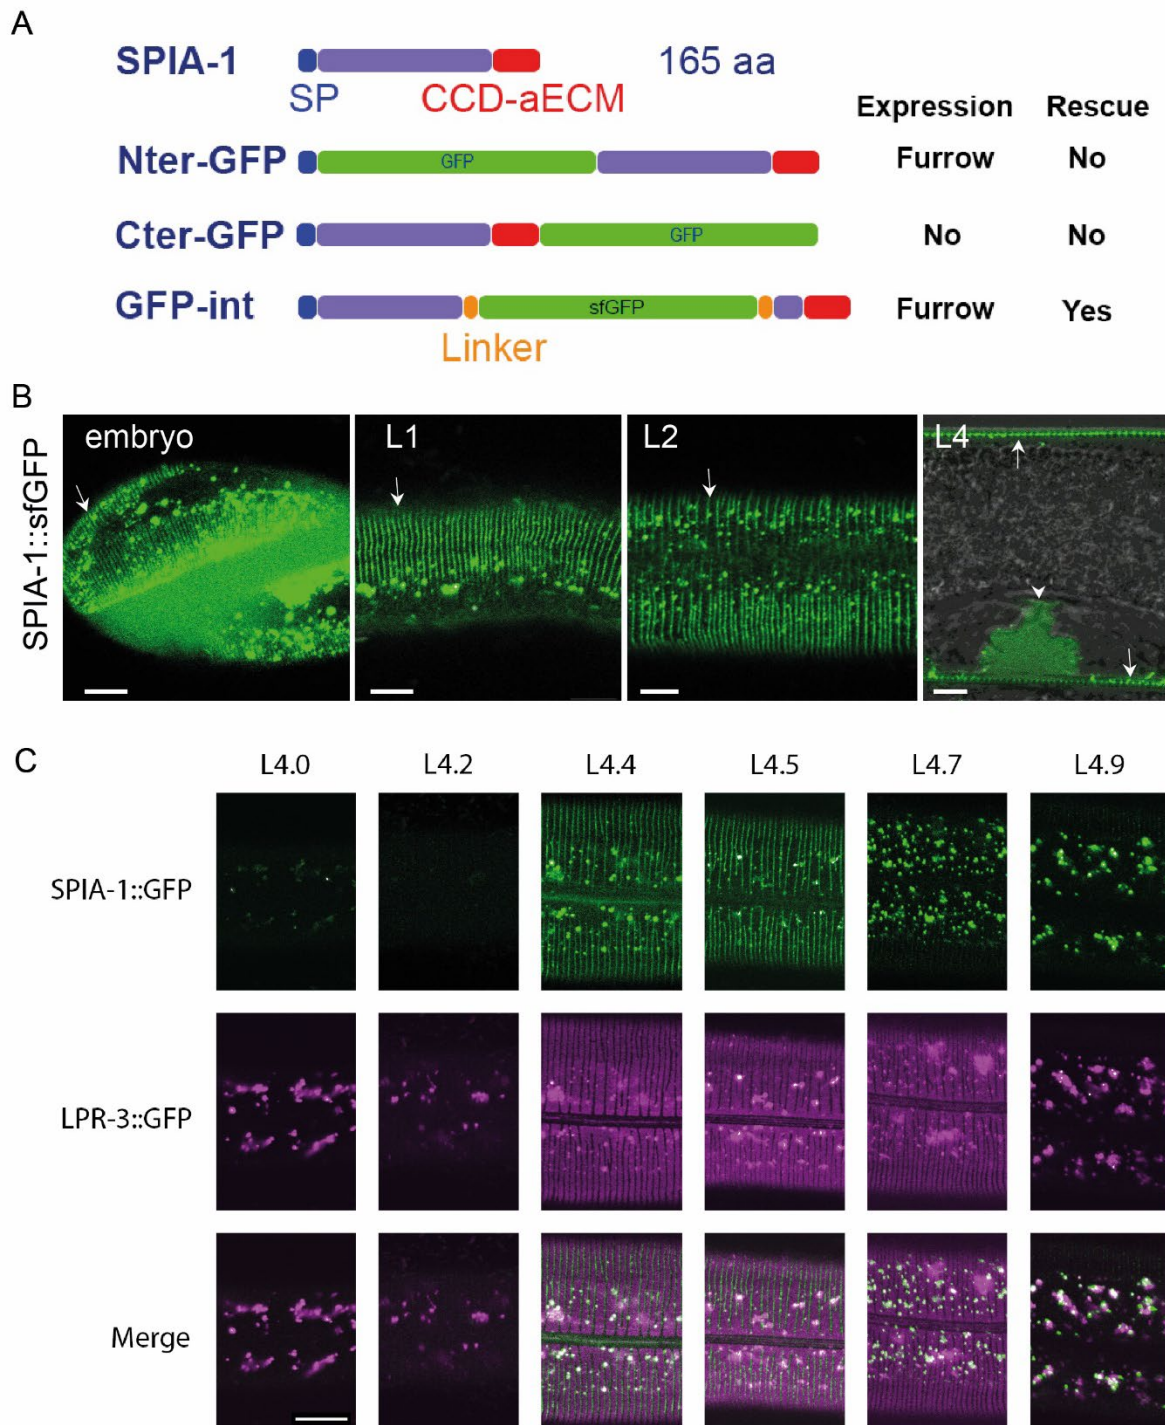 A
SPIA-1 165 aa
SP CCD-aECM
Expression Rescue
Nter-GFP GFP Furrow No
Cter-GFP GFP No No
GFP-int sfGFP Furrow Yes
Linker
B
SPIA-1::sfGFP
embryo L1 L2 L4
C
L4.0 L4.2 L4.4 L4.5 L4.7 L4.9
SPIA-1::GFP
LPR-3::GFP
Merge